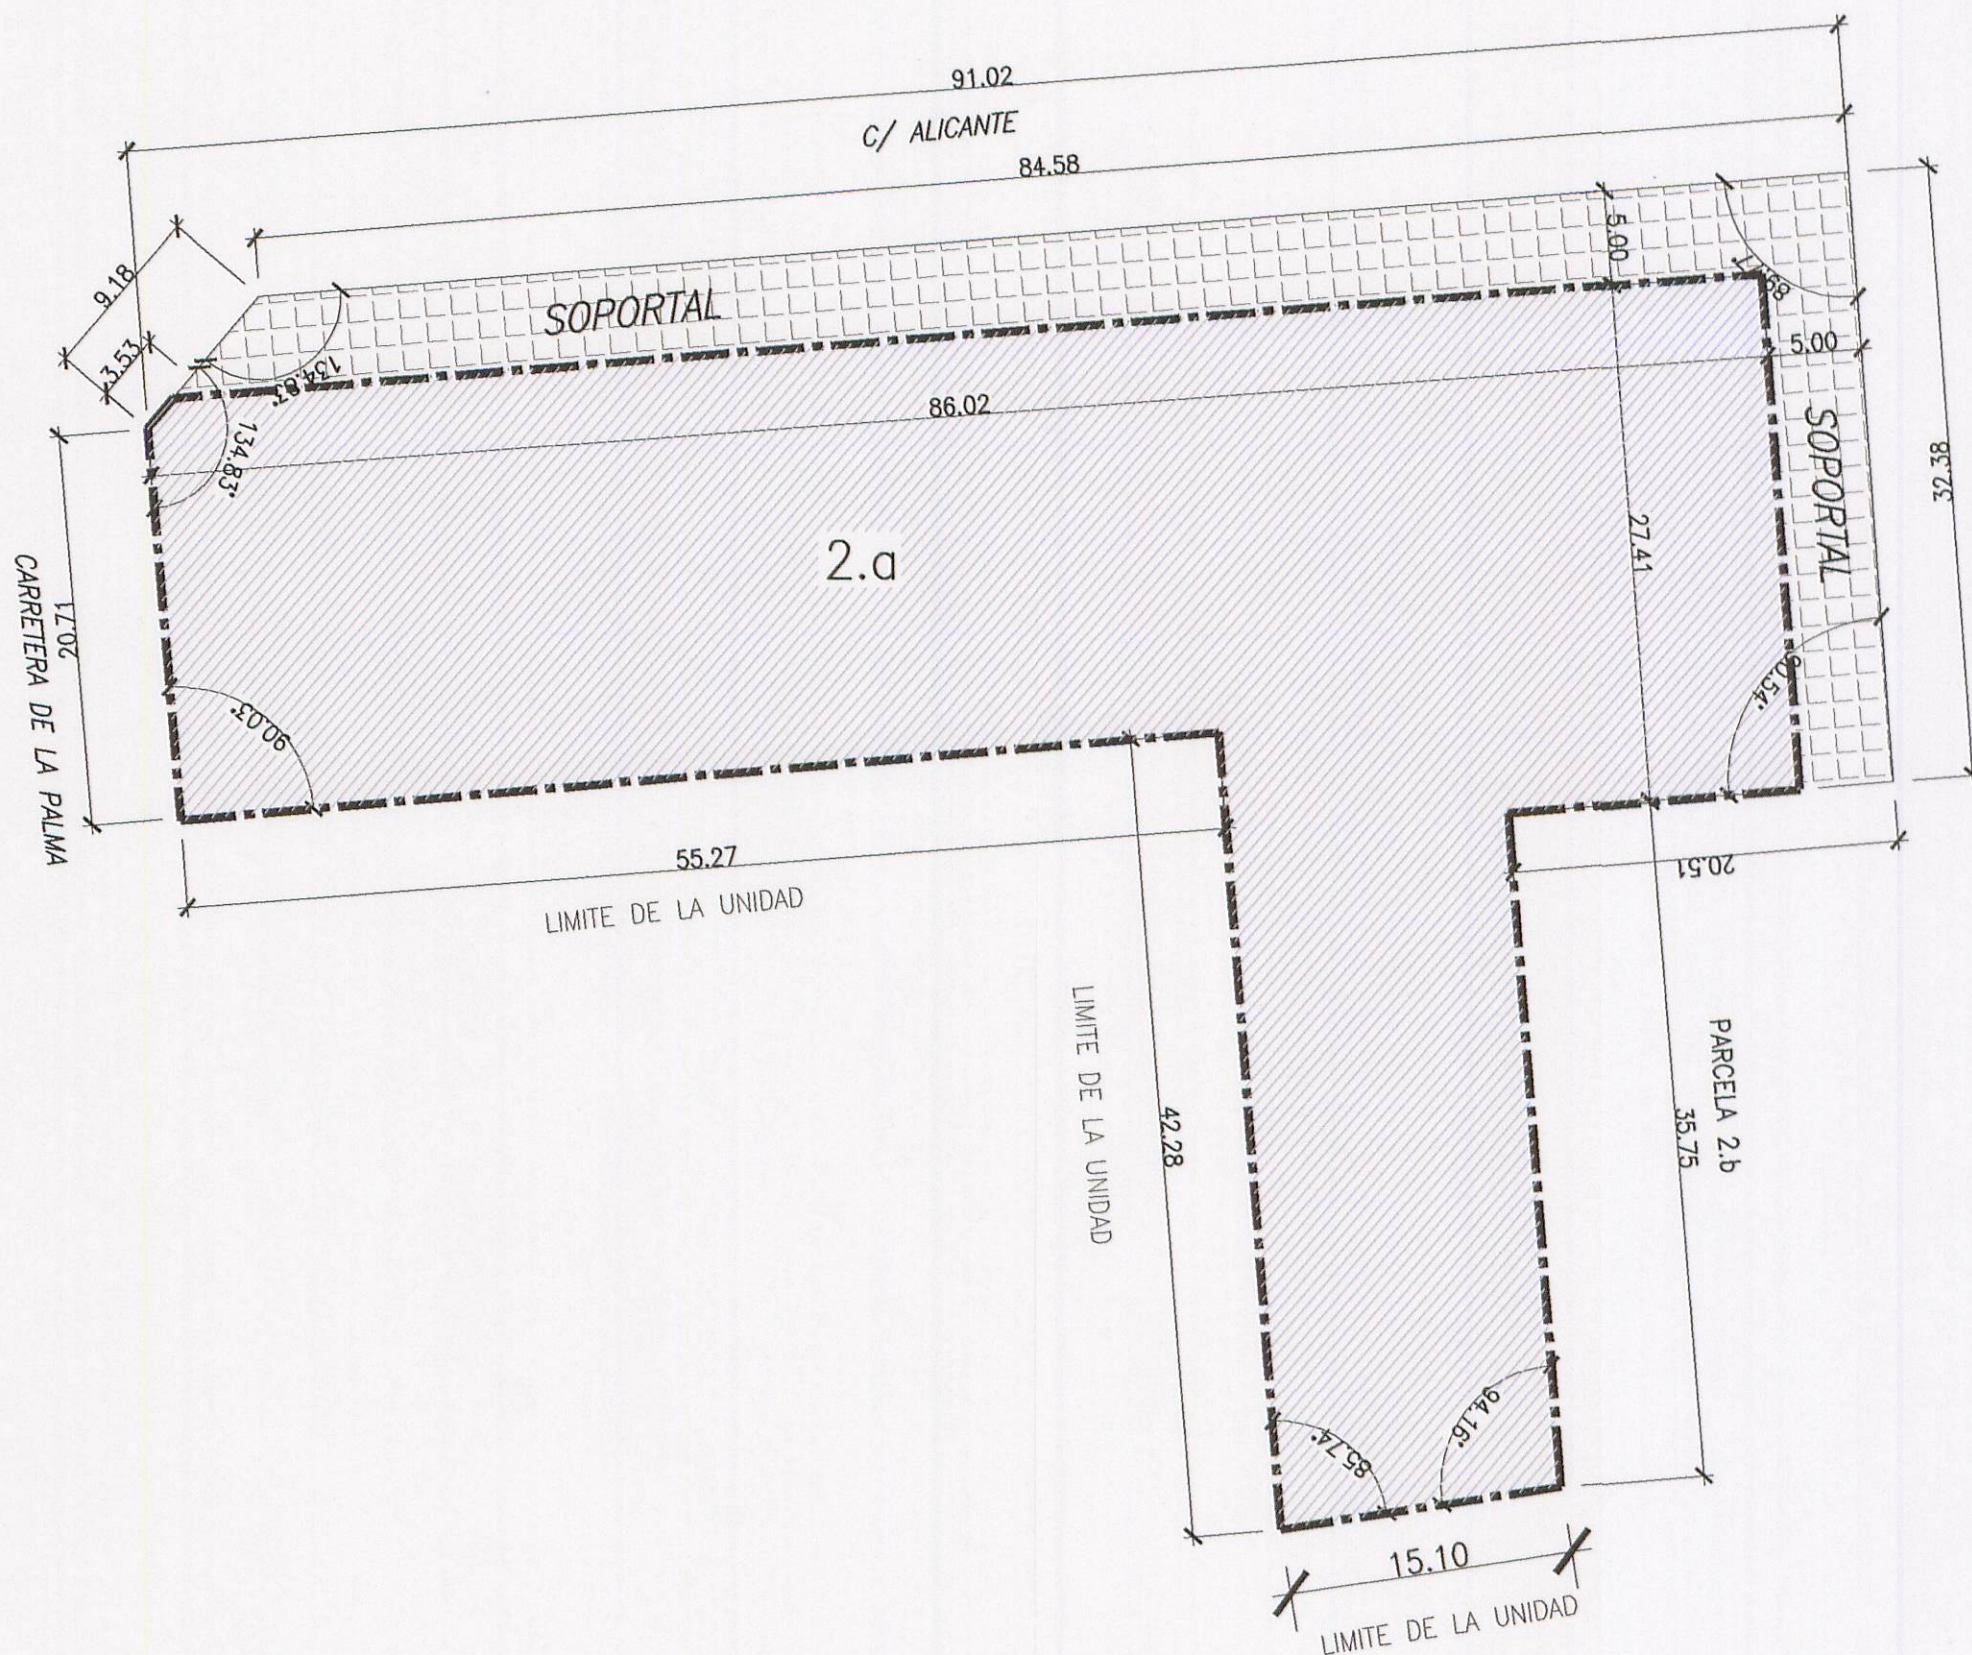 91.02
C/ ALICANTE
84.58
9.18
3.53
SOPORTAL
5.00
134.83°
134.83°
86.02
5.00
SOPORTAL
32.38
27.41
2.a
20.71
CARRETERA DE LA PALMA
90.03°
90.54°
55.27
LIMITE DE LA UNIDAD
20.51
LIMITE DE LA UNIDAD
42.28
PARCELA 2.b
35.75
85.74°
94.16°
15.10
LIMITE DE LA UNIDAD